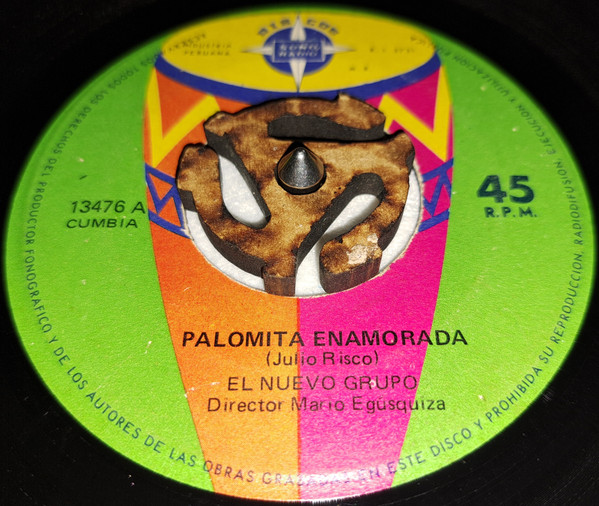 DISCOS
SONO
RADIO
INDUSTRIA
PERUANA
13476 A
CUMBIA
45
R.P.M.
PALOMITA ENAMORADA
(Julio Risco)
EL NUEVO GRUPO
Director Mario Egúsquiza
TODOS LOS DERECHOS DEL PRODUCTOR FONOGRAFICO Y DE LOS AUTORES DE LAS OBRAS GRABADAS EN ESTE DISCO Y PROHIBIDA SU REPRODUCCION, RADIODIFUSION, EJECUCION Y UTILIZACION